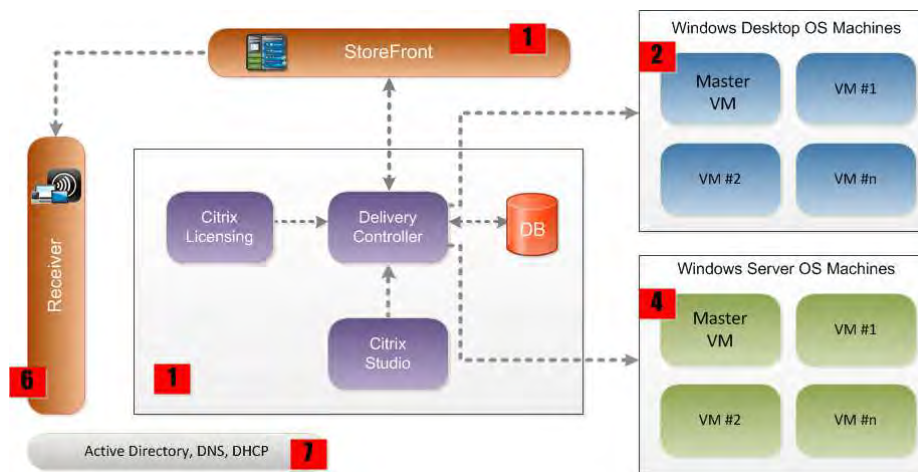 StoreFront
1
Receiver
6
Citrix
Licensing
Delivery
Controller
DB
Citrix
Studio
1
Active Directory, DNS, DHCP
7
Windows Desktop OS Machines
2
Master
VM
VM #1
VM #2
VM #n
Windows Server OS Machines
4
Master
VM
VM #1
VM #2
VM #n